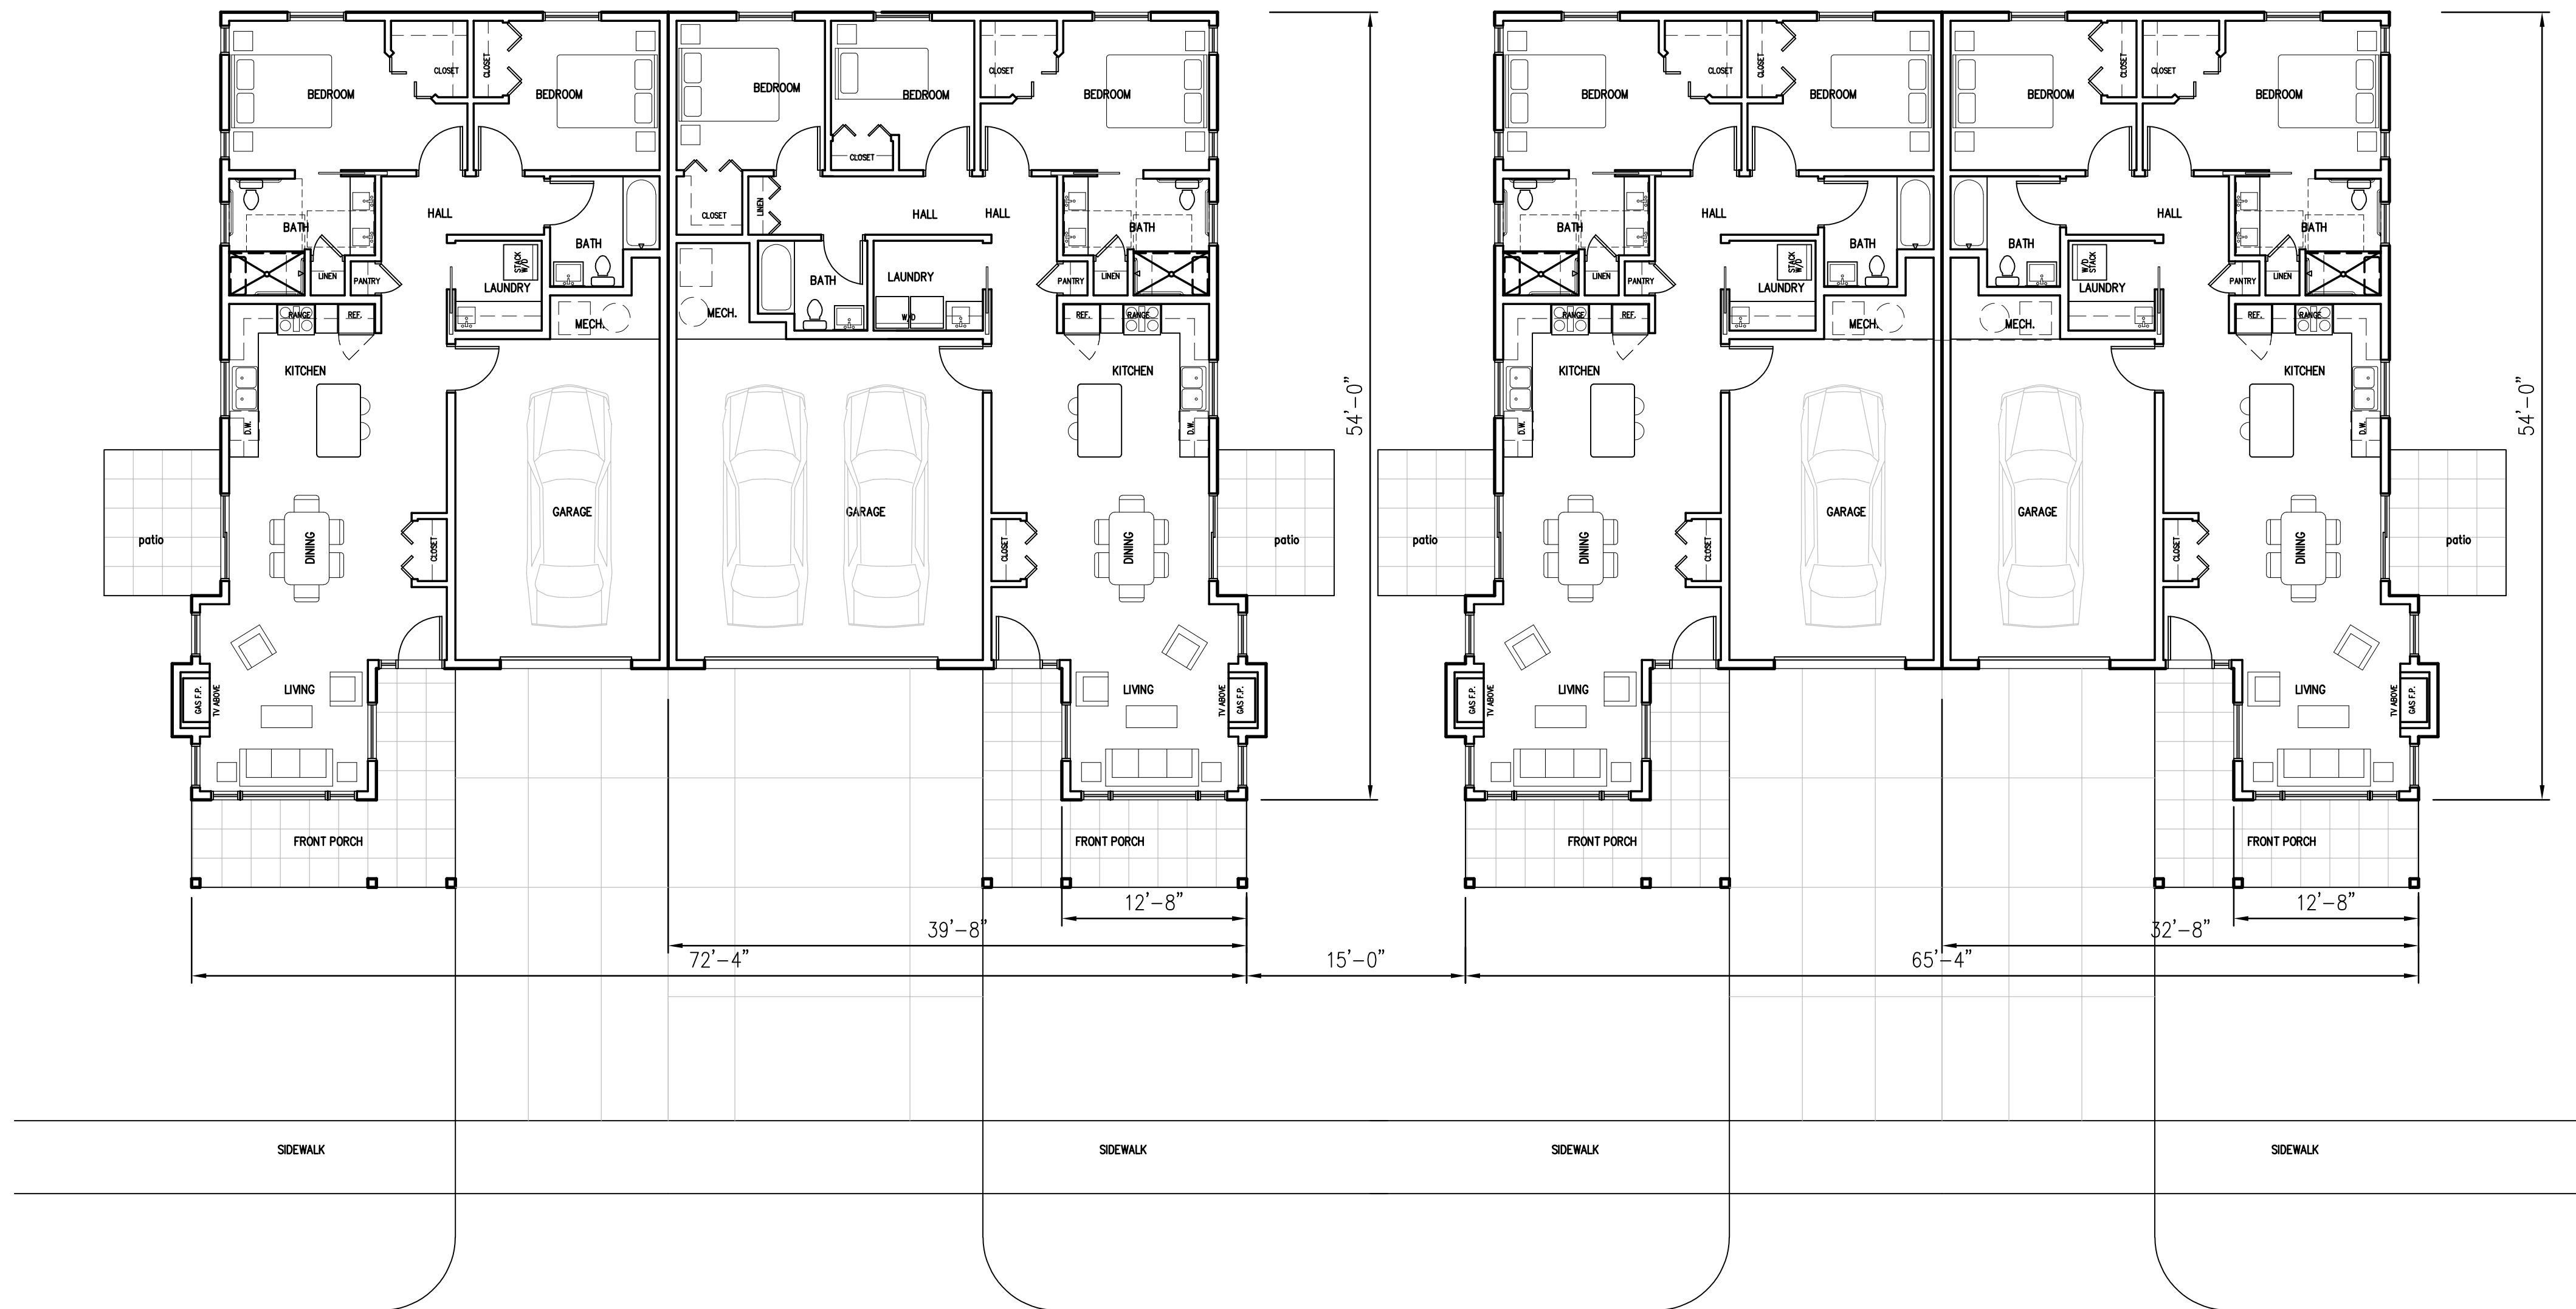 CLOSET
CLOSET
BEDROOM
BEDROOM
BEDROOM
BEDROOM
CLOSET
BEDROOM
CLOSET
CLOSET
LINEN
HALL
BATH
BATH
HALL
HALL
BATH
STACK
W/D
LAUNDRY
LINEN
PANTRY
MECH.
MECH.
BATH
LAUNDRY
W/D
PANTRY
LINEN
RANGE
REF.
REF.
RANGE
KITCHEN
KITCHEN
D.W.
D.W.
GARAGE
GARAGE
patio
DINING
CLOSET
CLOSET
DINING
patio
LIVING
LIVING
GAS F.P.
TV ABOVE
TV ABOVE
GAS F.P.
FRONT PORCH
FRONT PORCH
54'-0"
CLOSET
CLOSET
CLOSET
CLOSET
BEDROOM
BEDROOM
BEDROOM
BEDROOM
HALL
HALL
BATH
BATH
BATH
BATH
STACK
W/D
W/D
STACK
LINEN
PANTRY
LAUNDRY
LAUNDRY
PANTRY
LINEN
RANGE
REF.
MECH.
MECH.
REF.
RANGE
KITCHEN
KITCHEN
D.W.
D.W.
54'-0"
GARAGE
GARAGE
patio
DINING
CLOSET
CLOSET
DINING
patio
LIVING
LIVING
GAS F.P.
TV ABOVE
TV ABOVE
GAS F.P.
FRONT PORCH
FRONT PORCH
12'-8"
12'-8"
39'-8"
32'-8"
72'-4"
15'-0"
65'-4"
SIDEWALK
SIDEWALK
SIDEWALK
SIDEWALK